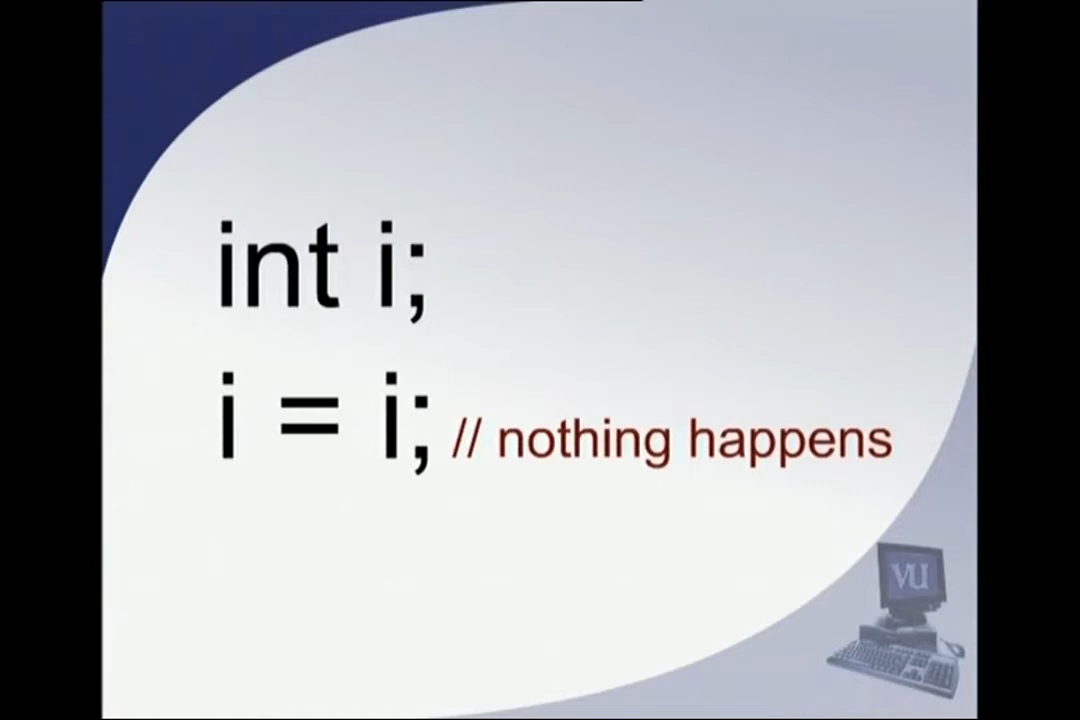 int i;
i = i; // nothing happens
VU